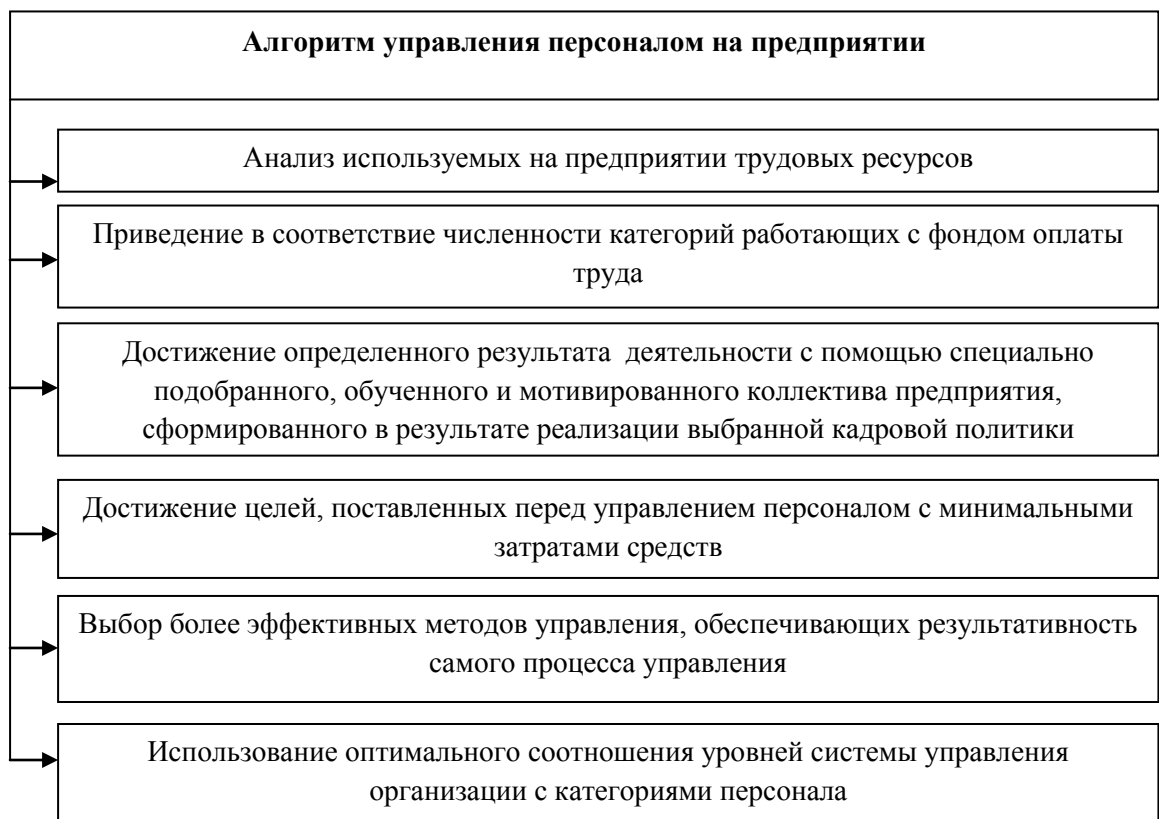 Алгоритм управления персоналом на предприятии
Анализ используемых на предприятии трудовых ресурсов
Приведение в соответствие численности категорий работающих с фондом оплаты
труда
Достижение определенного результата деятельности с помощью специально
подобранного, обученного и мотивированного коллектива предприятия,
сформированного в результате реализации выбранной кадровой политики
Достижение целей, поставленных перед управлением персоналом с минимальными
затратами средств
Выбор более эффективных методов управления, обеспечивающих результативность
самого процесса управления
Использование оптимального соотношения уровней системы управления
организации с категориями персонала